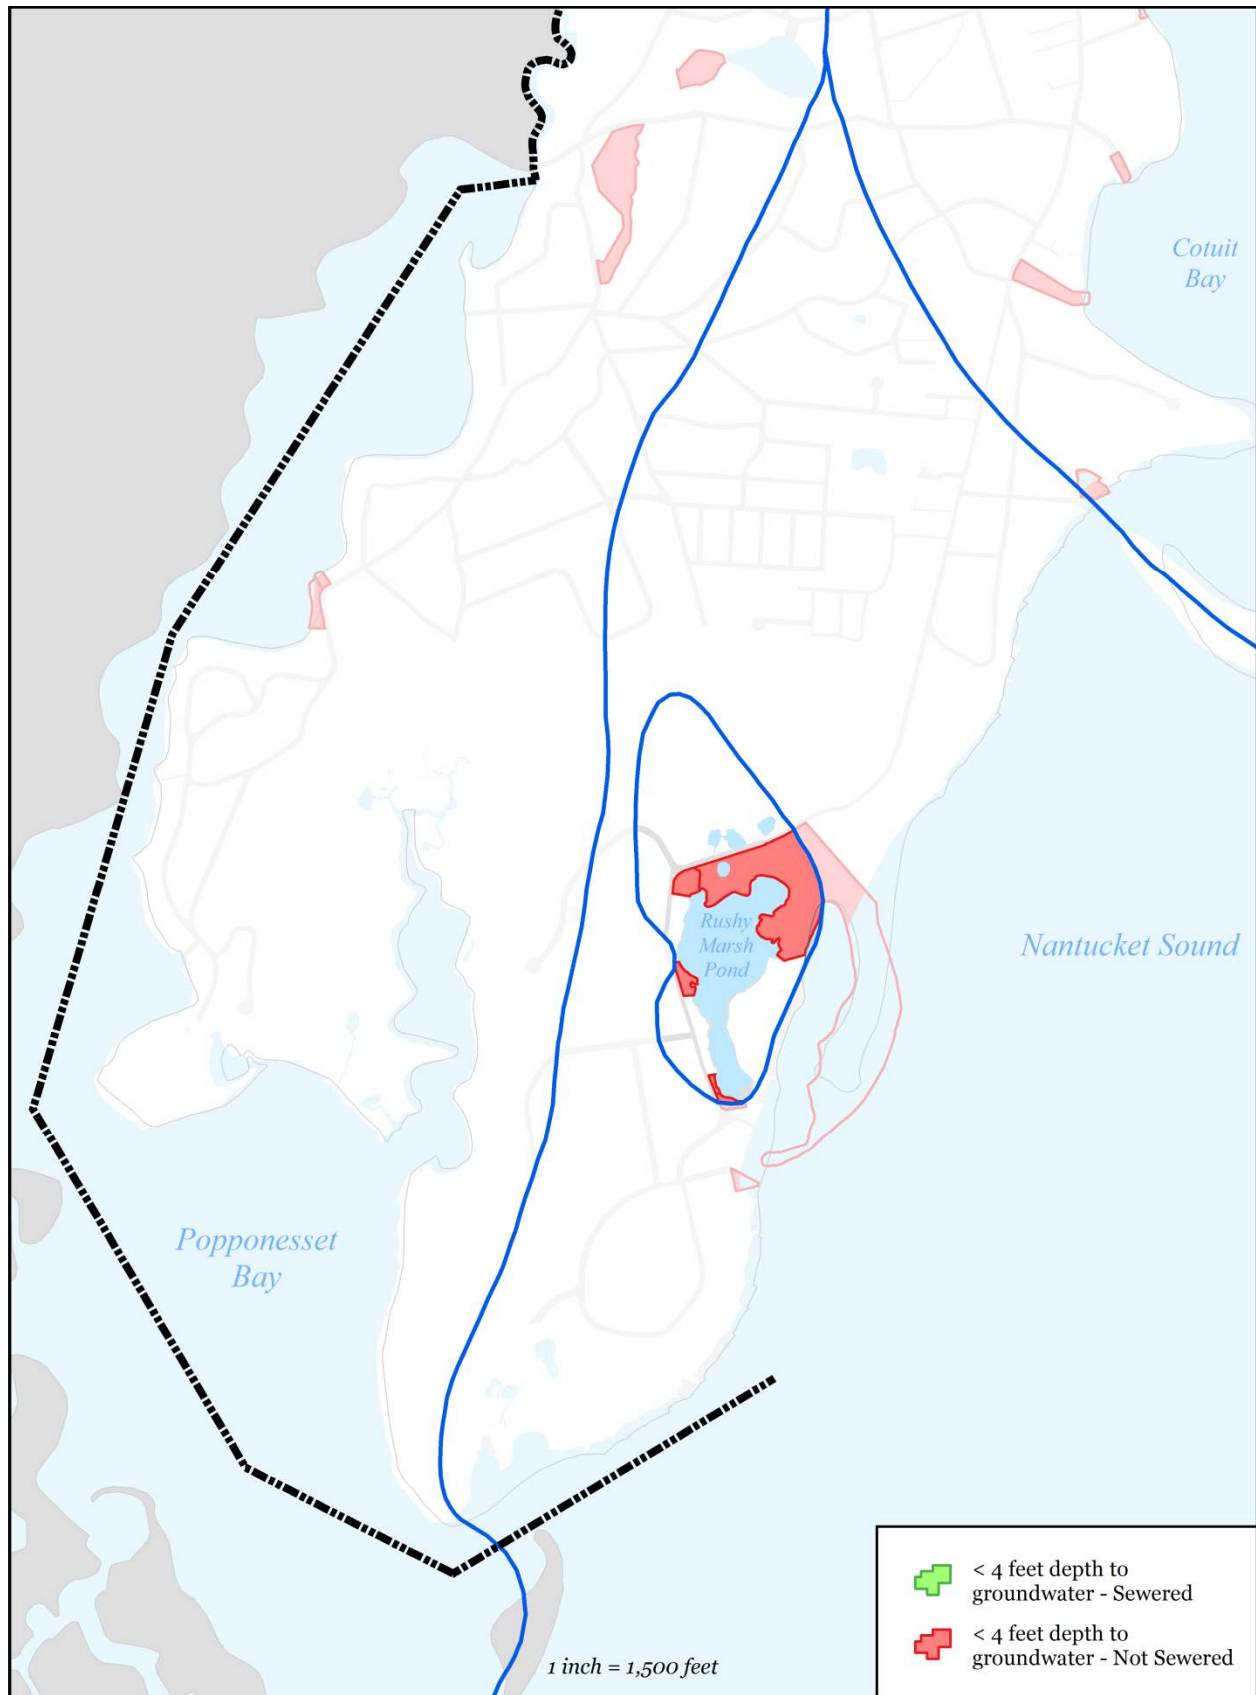 Cotuit
Bay
Rushy
Marsh
Pond
Nantucket Sound
Popponesset
Bay
< 4 feet depth to
groundwater - Sewered
< 4 feet depth to
groundwater - Not Sewered
1 inch = 1,500 feet